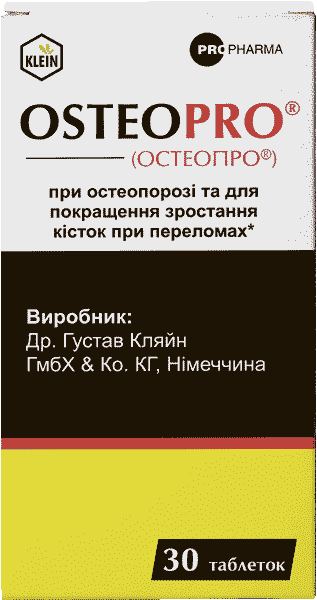 KLEIN
PRO PHARMA
OSTEOPRO®
(ОСТЕОПРО®)
при остеопорозі та для
покращення зростання
кісток при переломах*
Виробник:
Др. Густав Кляйн
ГмбХ & Ко. КГ, Німеччина
30 таблеток